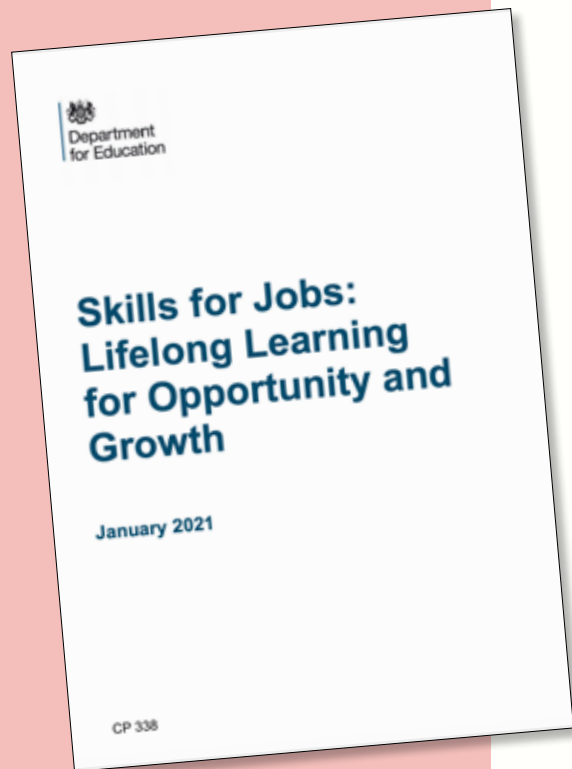 Department
for Education
Skills for Jobs:
Lifelong Learning
for Opportunity and
Growth
January 2021
CP 338